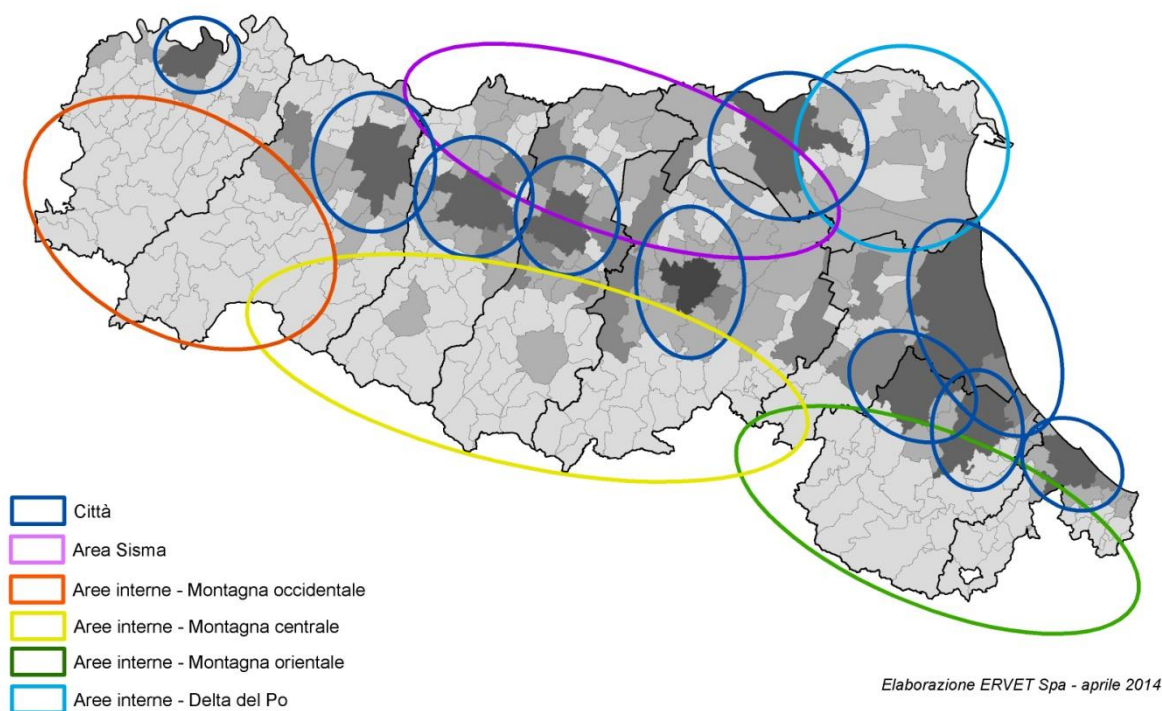 Città
Area Sisma
Aree interne - Montagna occidentale
Aree interne - Montagna centrale
Aree interne - Montagna orientale
Aree interne - Delta del Po
Elaborazione ERVET Spa - aprile 2014